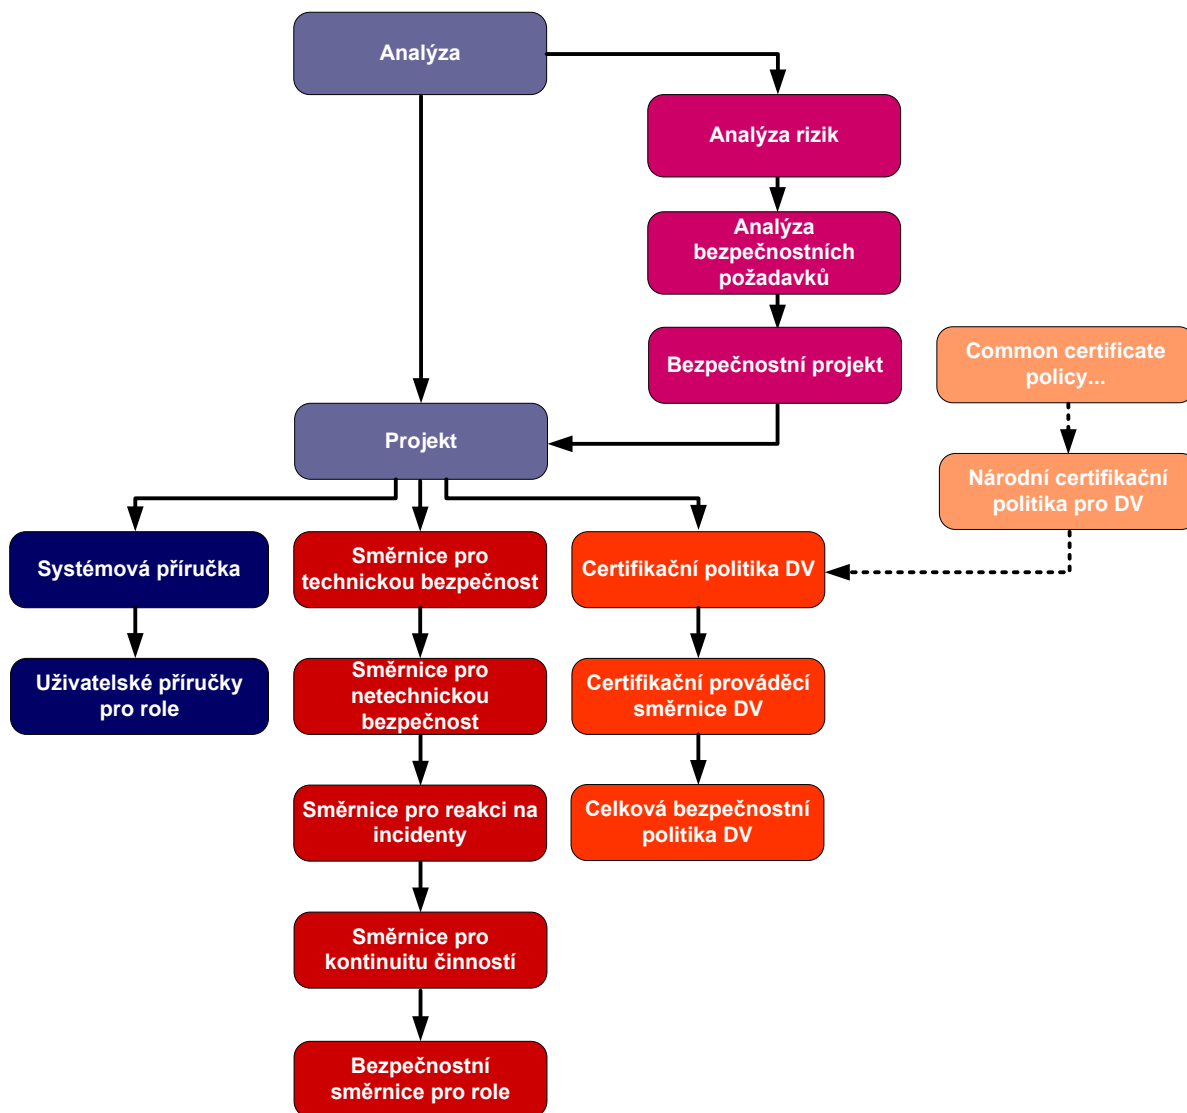 Analýza
Analýza rizik
Analýza
bezpečnostních
požadavků
Bezpečnostní projekt
Common certificate
policy...
Projekt
Národní certifikační
politika pro DV
Systémová příručka
Směrnice pro
technickou bezpečnost
Certifikační politika DV
Uživatelské příručky
pro role
Směrnice pro
netechnickou
bezpečnost
Certifikační prováděcí
směrnice DV
Směrnice pro reakci na
incidenty
Celková bezpečnostní
politika DV
Směrnice pro
kontinuitu činností
Bezpečnostní
směrnice pro role